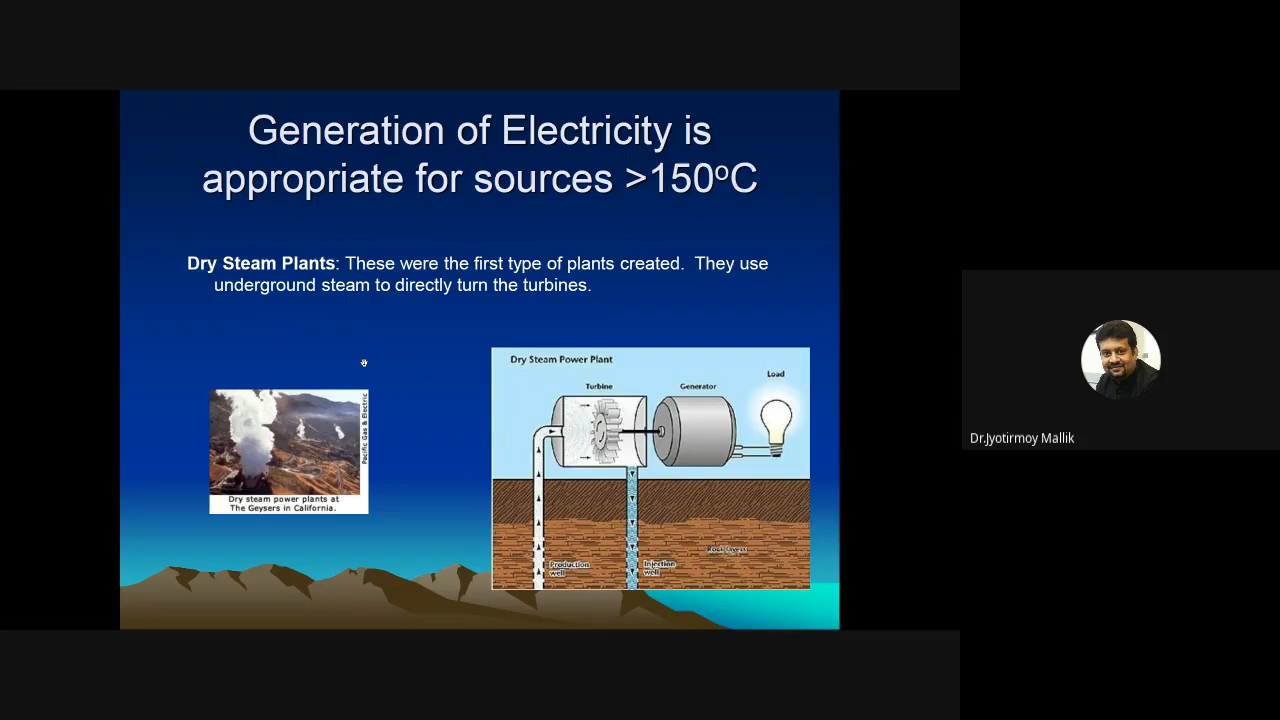 Generation of Electricity is
appropriate for sources >150ºC
Dry Steam Plants: These were the first type of plants created. They use
underground steam to directly turn the turbines.
Pacific Gas & Electric
Dry steam power plants at
The Geysers in California.
Dry Steam Power Plant
Load
Turbine
Generator
Rock layers
Production
well
Injection
well
Dr.Jyotirmoy Mallik